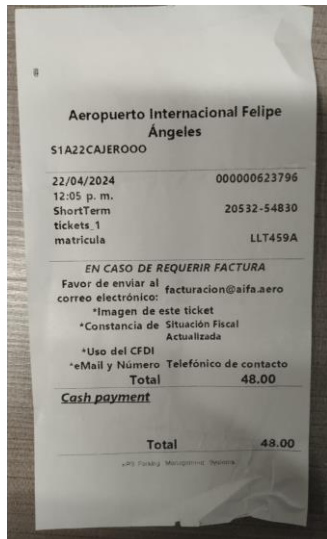 Aeropuerto Internacional Felipe
Ángeles
S1A22CAJEROOO
22/04/2024 000000623796
12:05 p. m.
ShortTerm 20532-54830
tickets_1
matricula LLT459A
EN CASO DE REQUERIR FACTURA
Favor de enviar al
correo electrónico: facturacion@aifa.aero
*Imagen de este ticket
*Constancia de Situación Fiscal
Actualizada
*Uso del CFDI
*eMail y Número Telefónico de contacto
Total 48.00
Cash payment
Total 48.00